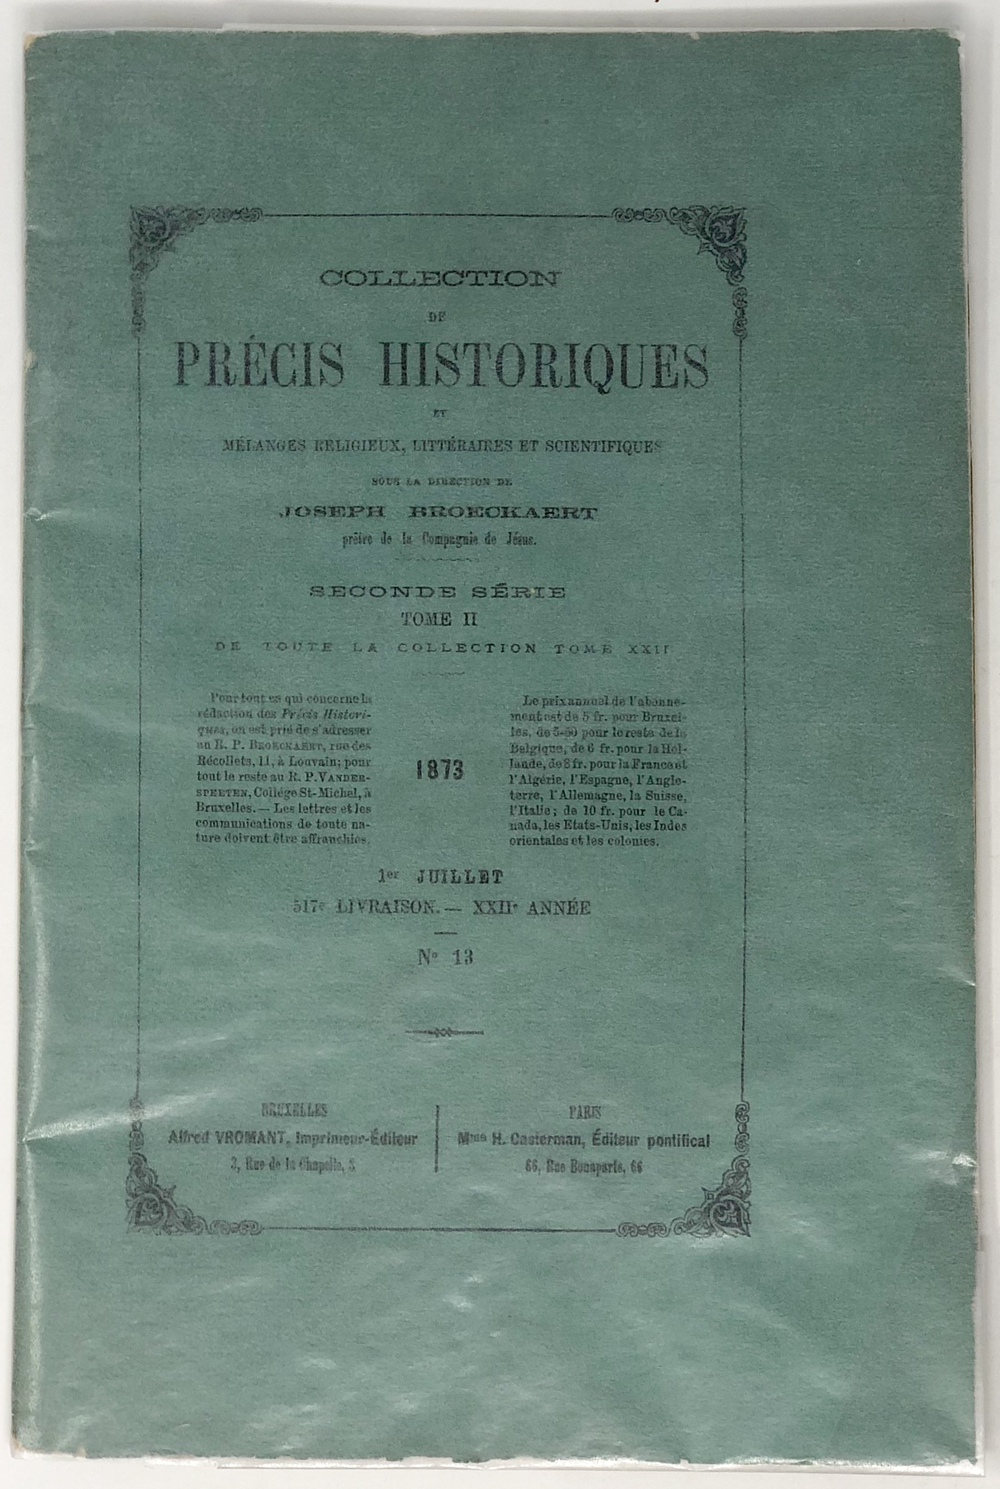 COLLECTION
DE
PRÉCIS HISTORIQUES
ET
MÉLANGES RELIGIEUX, LITTÉRAIRES ET SCIENTIFIQUES
SOUS LA DIRECTION DE
JOSEPH BROECKAERT
prêtre de la Compagnie de Jésus.
SECONDE SÉRIE
TOME II
DE TOUTE LA COLLECTION TOME XXII
Pour tout ce qui concerne la
rédaction des Précis Histori-
ques, on est prié de s'adresser
au R. P. BROECKAERT, rue des
Récollets, 11, à Louvain; pour
tout le reste au R. P. VANDER-
SPEETEN, Collége St-Michel, à
Bruxelles. — Les lettres et les
communications de toute na-
ture doivent être affranchies.
1873
Le prix annuel de l'abonne-
ment est de 5 fr. pour Bruxel-
les, de 5-50 pour le reste de la
Belgique, de 6 fr. pour la Hol-
lande, de 8 fr. pour la France et
l'Algérie, l'Espagne, l'Angle-
terre, l'Allemagne, la Suisse,
l'Italie; de 10 fr. pour le Ca-
nada, les Etats-Unis, les Indes
orientales et les colonies.
1er JUILLET
517e LIVRAISON. — XXIIe ANNÉE
No 13
BRUXELLES
Alfred VROMANT, Imprimeur-Éditeur
3, Rue de la Chapelle, 3
PARIS
Mme H. Casterman, Éditeur pontifical
66, Rue Bonaparte, 66